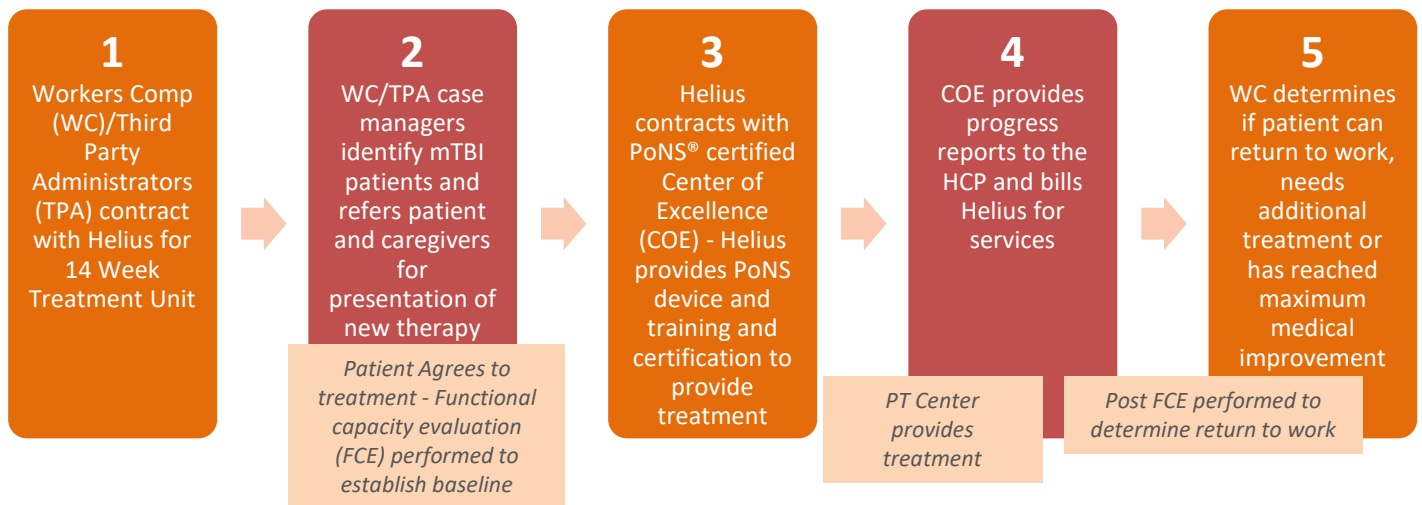 1
Workers Comp
(WC)/Third
Party
Administrators
(TPA) contract
with Helius for
14 Week
Treatment Unit
2
WC/TPA case
managers
identify mTBI
patients and
refers patient
and caregivers
for
presentation of
new therapy
Patient Agrees to
treatment - Functional
capacity evaluation
(FCE) performed to
establish baseline
3
Helius
contracts with
PoNS® certified
Center of
Excellence
(COE) - Helius
provides PoNS
device and
training and
certification to
provide
treatment
4
COE provides
progress
reports to the
HCP and bills
Helius for
services
PT Center
provides
treatment
5
WC determines
if patient can
return to work,
needs
additional
treatment or
has reached
maximum
medical
improvement
Post FCE performed to
determine return to work